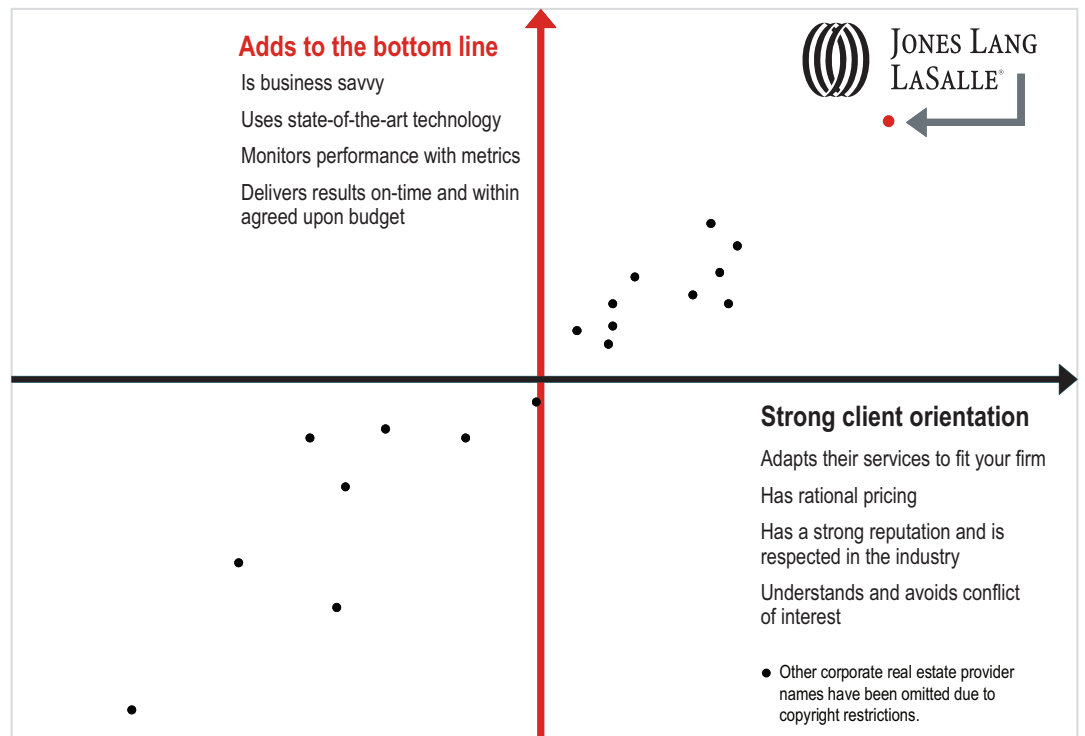 Adds to the bottom line
Is business savvy
Uses state-of-the-art technology
Monitors performance with metrics
Delivers results on-time and within
agreed upon budget
JONES LANG
LASALLE®
Strong client orientation
Adapts their services to fit your firm
Has rational pricing
Has a strong reputation and is
respected in the industry
Understands and avoids conflict
of interest
● Other corporate real estate provider
names have been omitted due to
copyright restrictions.